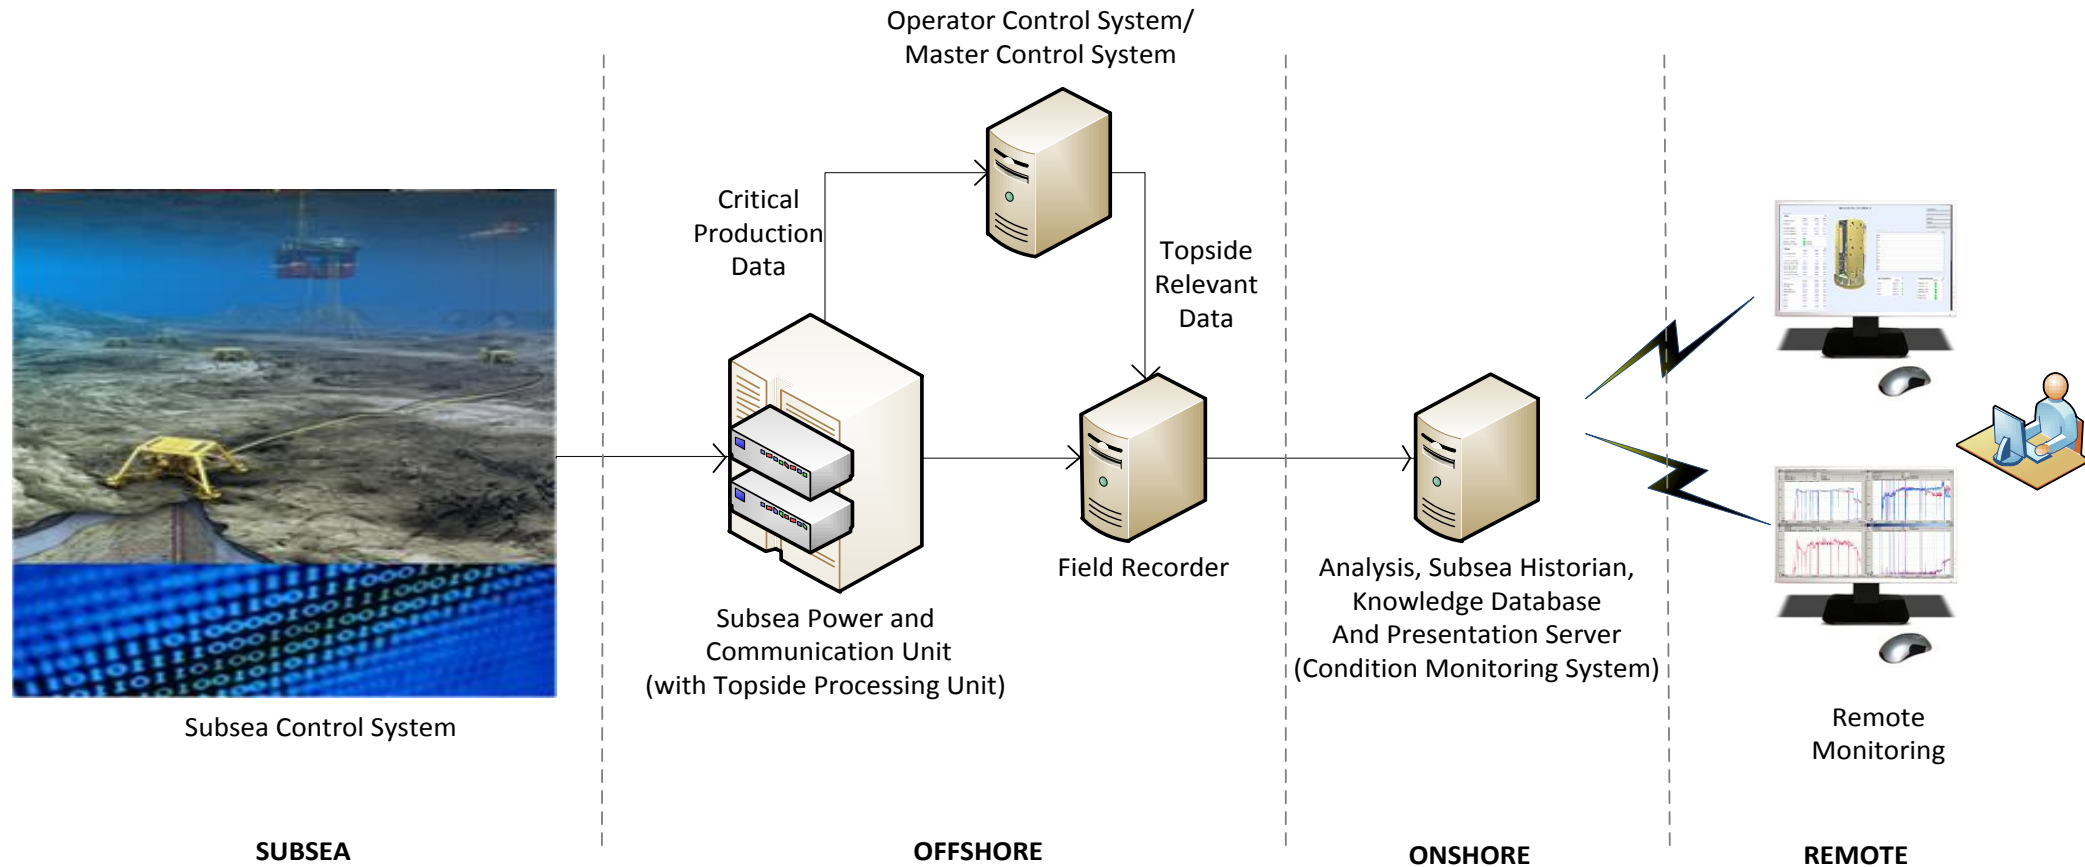 Operator Control System/
Master Control System
Critical
Production
Data
Topside
Relevant
Data
Field Recorder
Subsea Power and
Communication Unit
(with Topside Processing Unit)
Analysis, Subsea Historian,
Knowledge Database
And Presentation Server
(Condition Monitoring System)
Subsea Control System
Remote
Monitoring
SUBSEA
OFFSHORE
ONSHORE
REMOTE